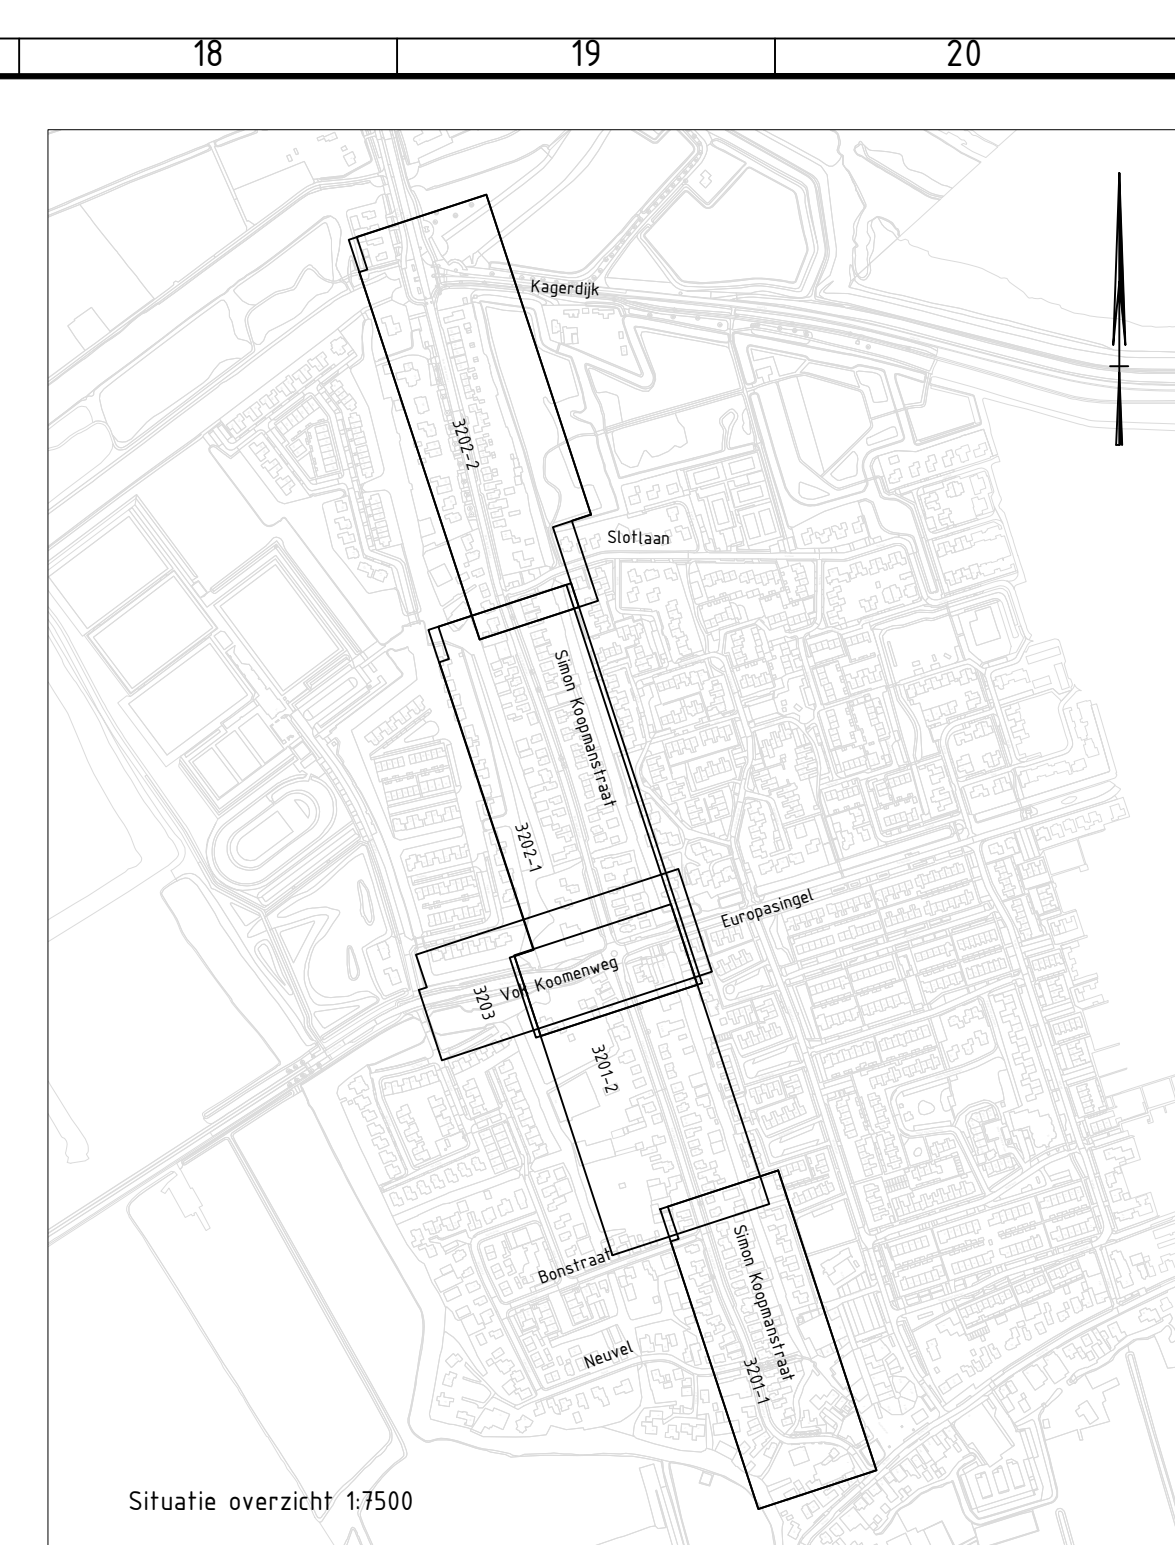 18
19
20
Kagerdijk
3202-2
Slotlaan
Simon Koopmanstraat
3202-1
Europasingel
Vok Koomenweg
3203
3201-2
Simon Koopmanstraat
Bonstraat
Neuvel
3201-1
Situatie overzicht 1:7500